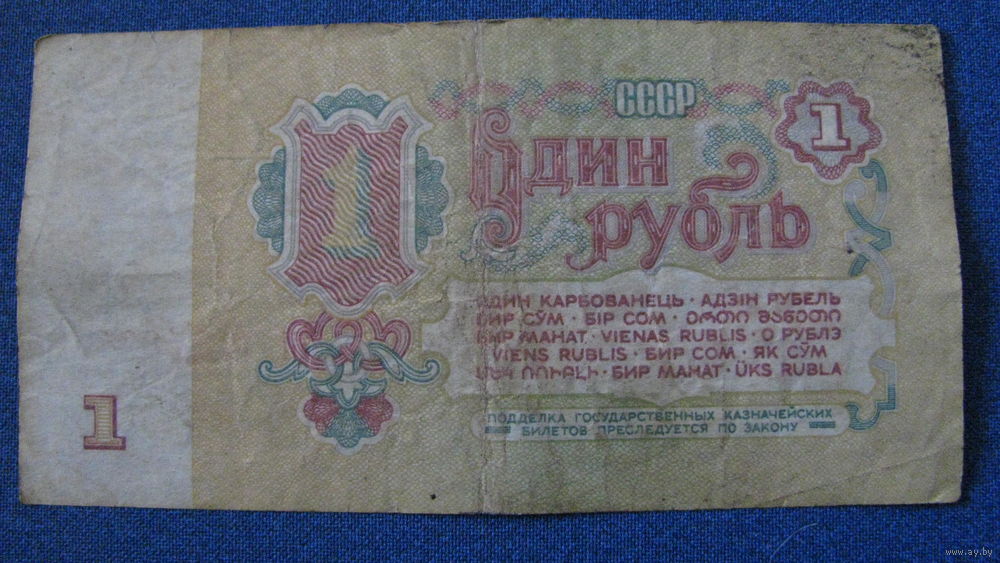 СССР
1
1
Один
рубль
ОДИН КАРБОВАНЕЦЬ · АДЗІН РУБЕЛЬ
БИР СЎМ · БІР СОМ · ᲔᲠᲗᲘ ᲛᲐᲜᲔᲗᲘ
БИР МАНАТ · VIENAS RUBLIS · О РУБЛЭ
VIENS RUBLIS · БИР СОМ · ЯК СӮМ
ՄԵԿ ՌՈՒԲԼԻ · БИР МАНАТ · ÜKS RUBLA
ПОДДЕЛКА ГОСУДАРСТВЕННЫХ КАЗНАЧЕЙСКИХ
БИЛЕТОВ ПРЕСЛЕДУЕТСЯ ПО ЗАКОНУ
1
www.ay.by